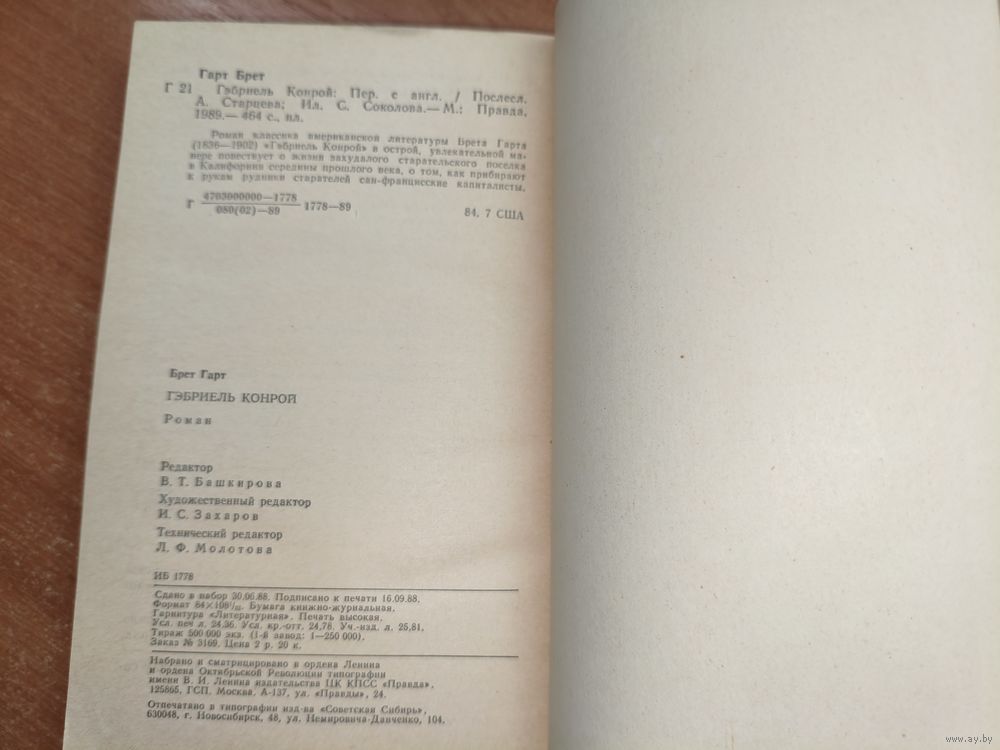 Гарт Брет
Г 21 Гэбриель Конрой: Пер. с англ. / Послесл.
А. Старцева; Ил. С. Соколова.— М.: Правда,
1989.— 464 с., ил.
Роман классика американской литературы Брета Гарта
(1836—1902) «Гэбриель Конрой» в острой, увлекательной ма-
нере повествует о жизни захудалого старательского поселка
в Калифорнии середины прошлого века, о том, как прибирают
к рукам рудники старателей сан-францисские капиталисты.
Г 4703000000—1778
080(02)—89 1778—89 84. 7 США
Брет Гарт
ГЭБРИЕЛЬ КОНРОЙ
Роман
Редактор
В. Т. Башкирова
Художественный редактор
И. С. Захаров
Технический редактор
Л. Ф. Молотова
ИБ 1778
Сдано в набор 30.06.88. Подписано к печати 16.09.88.
Формат 84×108 1/32. Бумага книжно-журнальная.
Гарнитура «Литературная». Печать высокая.
Усл. печ л. 24,36. Усл. кр.-отт. 24,78. Уч.-изд. л. 25,81.
Тираж 500 000 экз. (1-й завод: 1—250 000).
Заказ № 3169. Цена 2 р. 20 к.
Набрано и сматрицировано в ордена Ленина
и ордена Октябрьской Революции типографии
имени В. И. Ленина издательства ЦК КПСС «Правда».
125865, ГСП, Москва, А-137, ул. «Правды», 24.
Отпечатано в типографии изд-ва «Советская Сибирь»,
630048, г. Новосибирск, 48, ул. Немировича-Данченко, 104.
www.ay.by